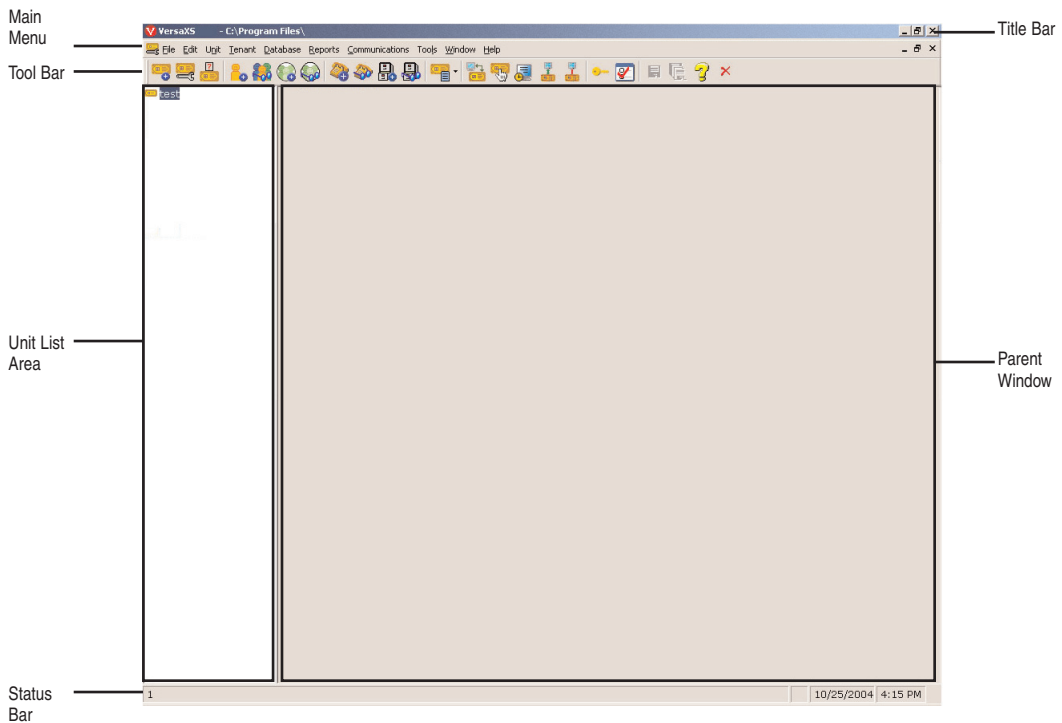 Main
Menu
Title Bar
VersaXS - C:\Program Files\
File Edit Unit Tenant Database Reports Communications Tools Window Help
Tool Bar
test
Unit List
Area
Parent
Window
Status
Bar
1
10/25/2004 4:15 PM